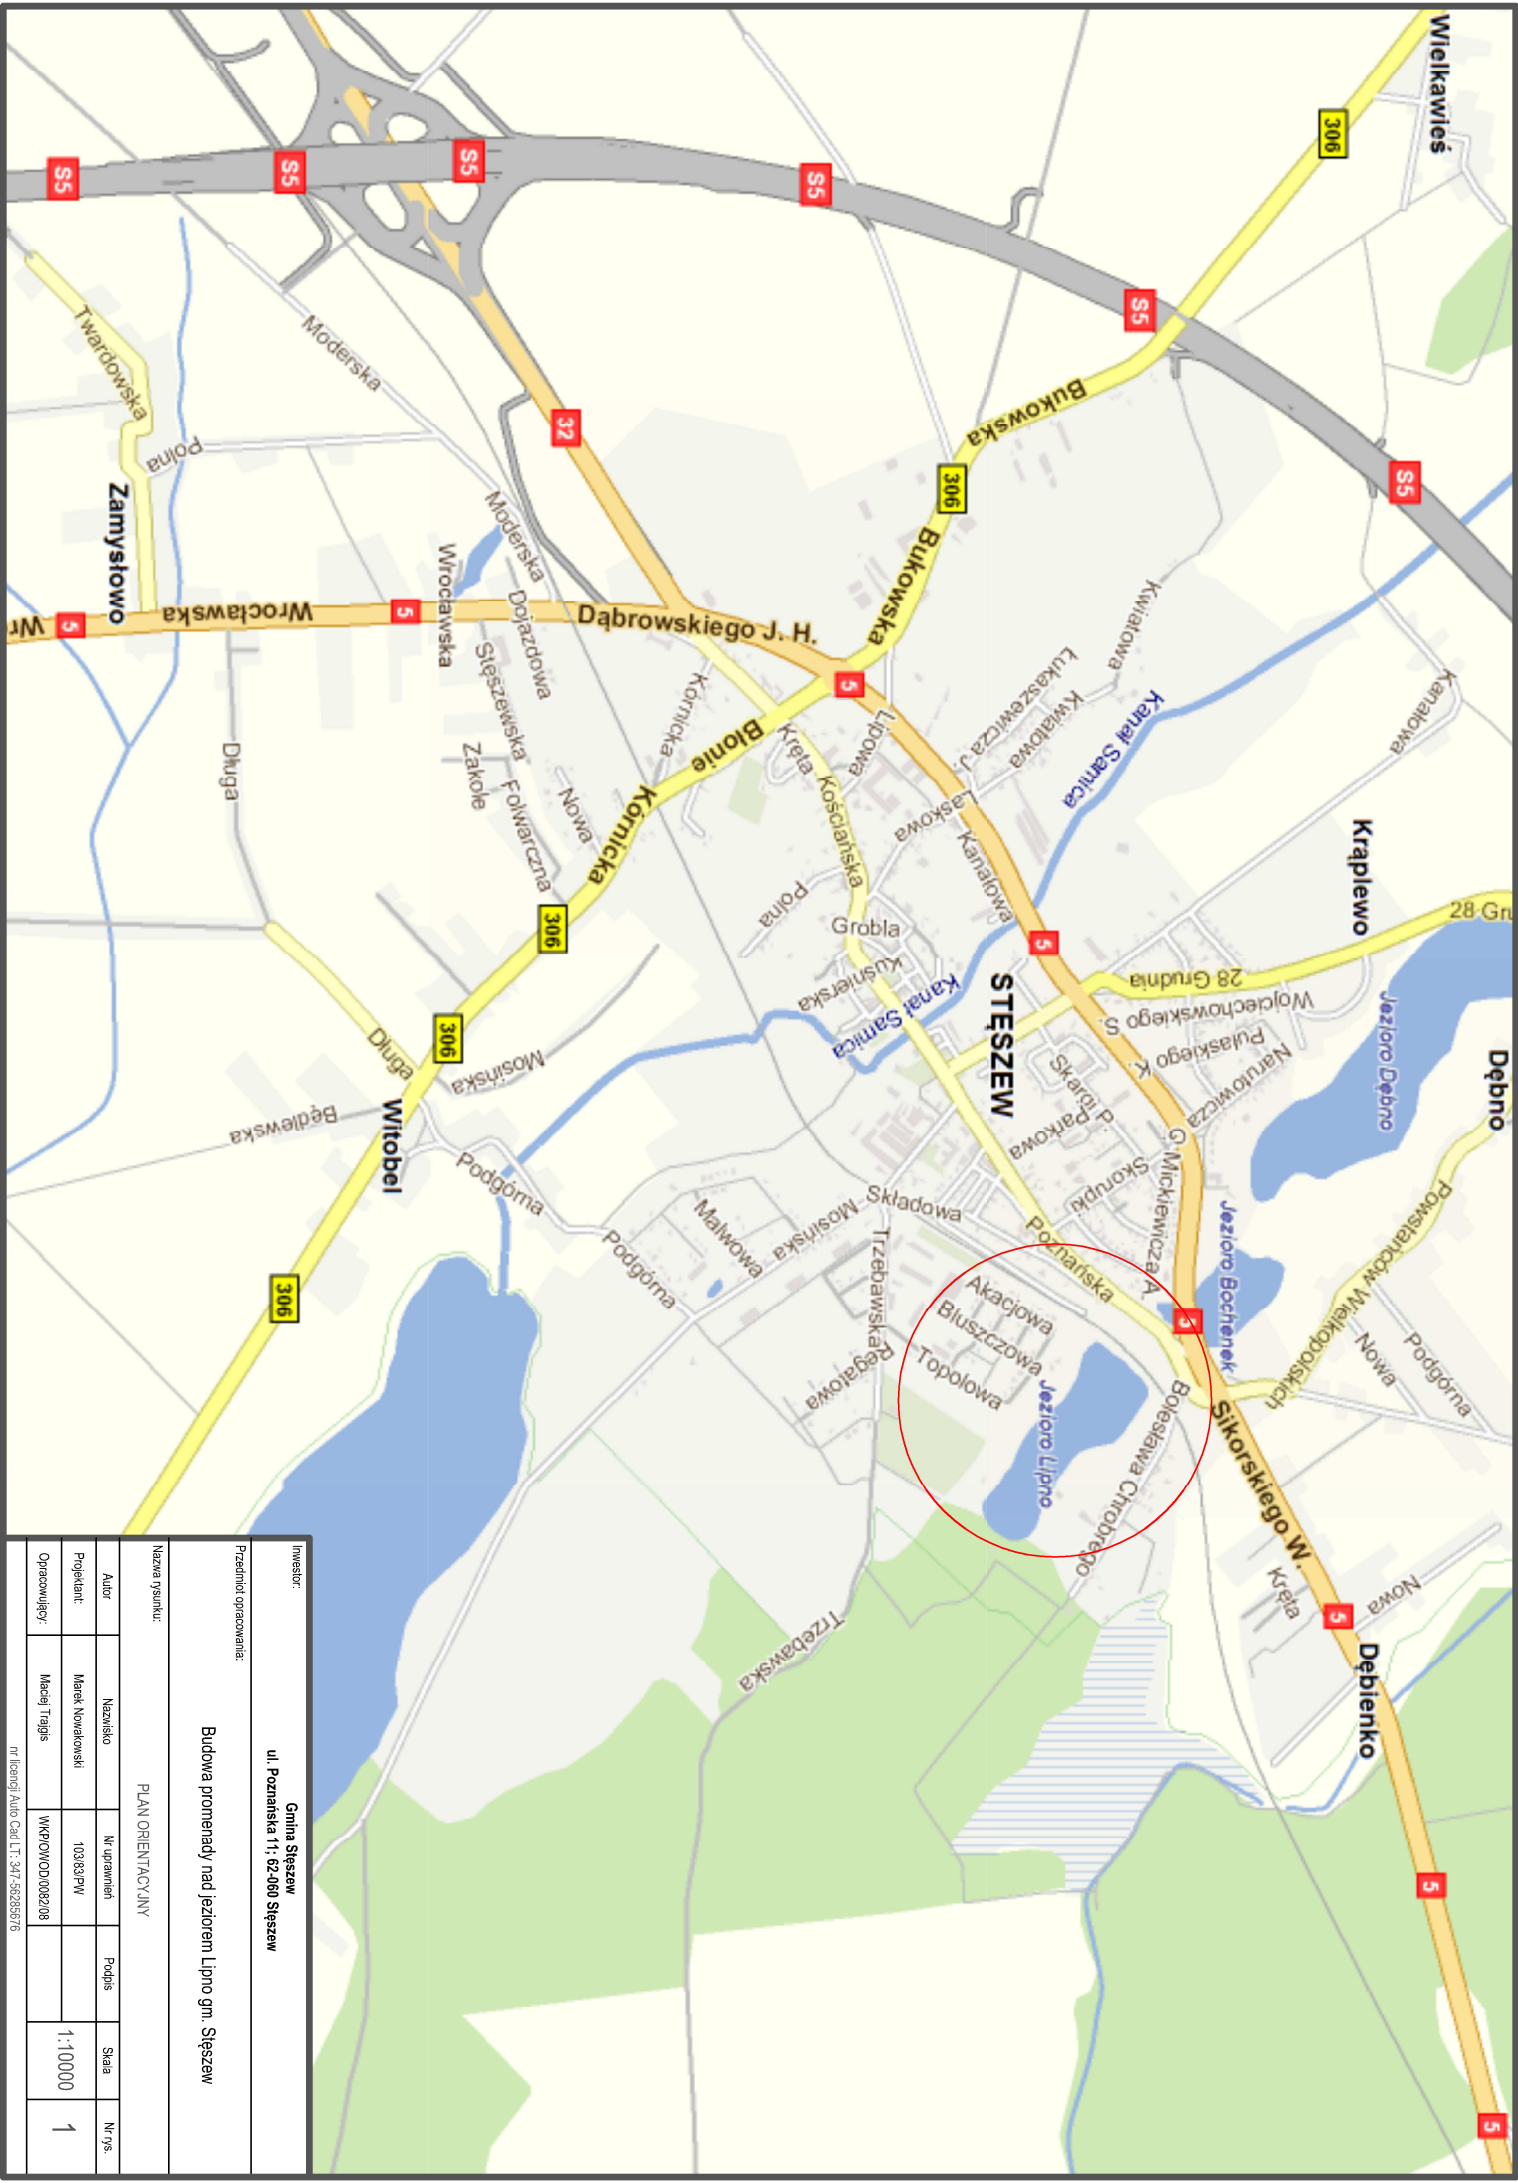 Wielkawieś
306
S5
S5
S5
S5
S5
S5
Twardowska
Moderska
Polna
Zamysłowo
32
Bukowska
306
Bukowska
Moderska
Wrocławska
Dojazdowa
Wrocławska
5
5
Wr
Dąbrowskiego J. H.
5
Stęszewska
Zakole
Folwarczna
Nowa
Długa
Kórnicka
Błonie
Kórnicka
Kręta
Kościańska
Lipowa
Laskowa
Łukaszewicza J.
Kwiatowa
Kwiatowa
Kanał Samica
Kanałowa
Kanałowa
Krąplewo
28 Gru
5
28 Grudnia
Wojciechowskiego S.
Pułaskiego K.
Narutowicza G.
Jezioro Dębno
Dębno
Polna
Grobla
Kuśnierska
Kanał Samica
STĘSZEW
Skargi P.
Parkowa
Skorupki
Mickiewicza A
306
306
Długa
Mosińska
Będlewska
Witobel
Podgórna
Podgórna
306
Malwowa
Mosińska
Składowa
Trzebawska
Regatowa
Poznańska
Akacjowa
Bluszczowa
Topolowa
Jezioro Lipno
Jezioro Bochenek
5
Bolesława Chrobrego
Powstańców Wielkopolskich
Nowa
Podgórna
Sikorskiego W.
Kręta
Nowa
5
Dębienko
5
5
Trzebawska
Inwestor:
Gmina Stęszew
ul. Poznańska 11; 62-060 Stęszew
Przedmiot opracowania:
Budowa promenady nad jeziorem Lipno gm. Stęszew
Nazwa rysunku:
PLAN ORIENTACYJNY
Autor Nazwisko Nr uprawnień Podpis Skala Nr rys.
Projektant: Marek Nowakowski 103/83/PW 1:10000 1
Opracowujący: Maciej Trajgis WKP/OWOD/0082/08
nr licencji Auto Cad LT: 347-56285676